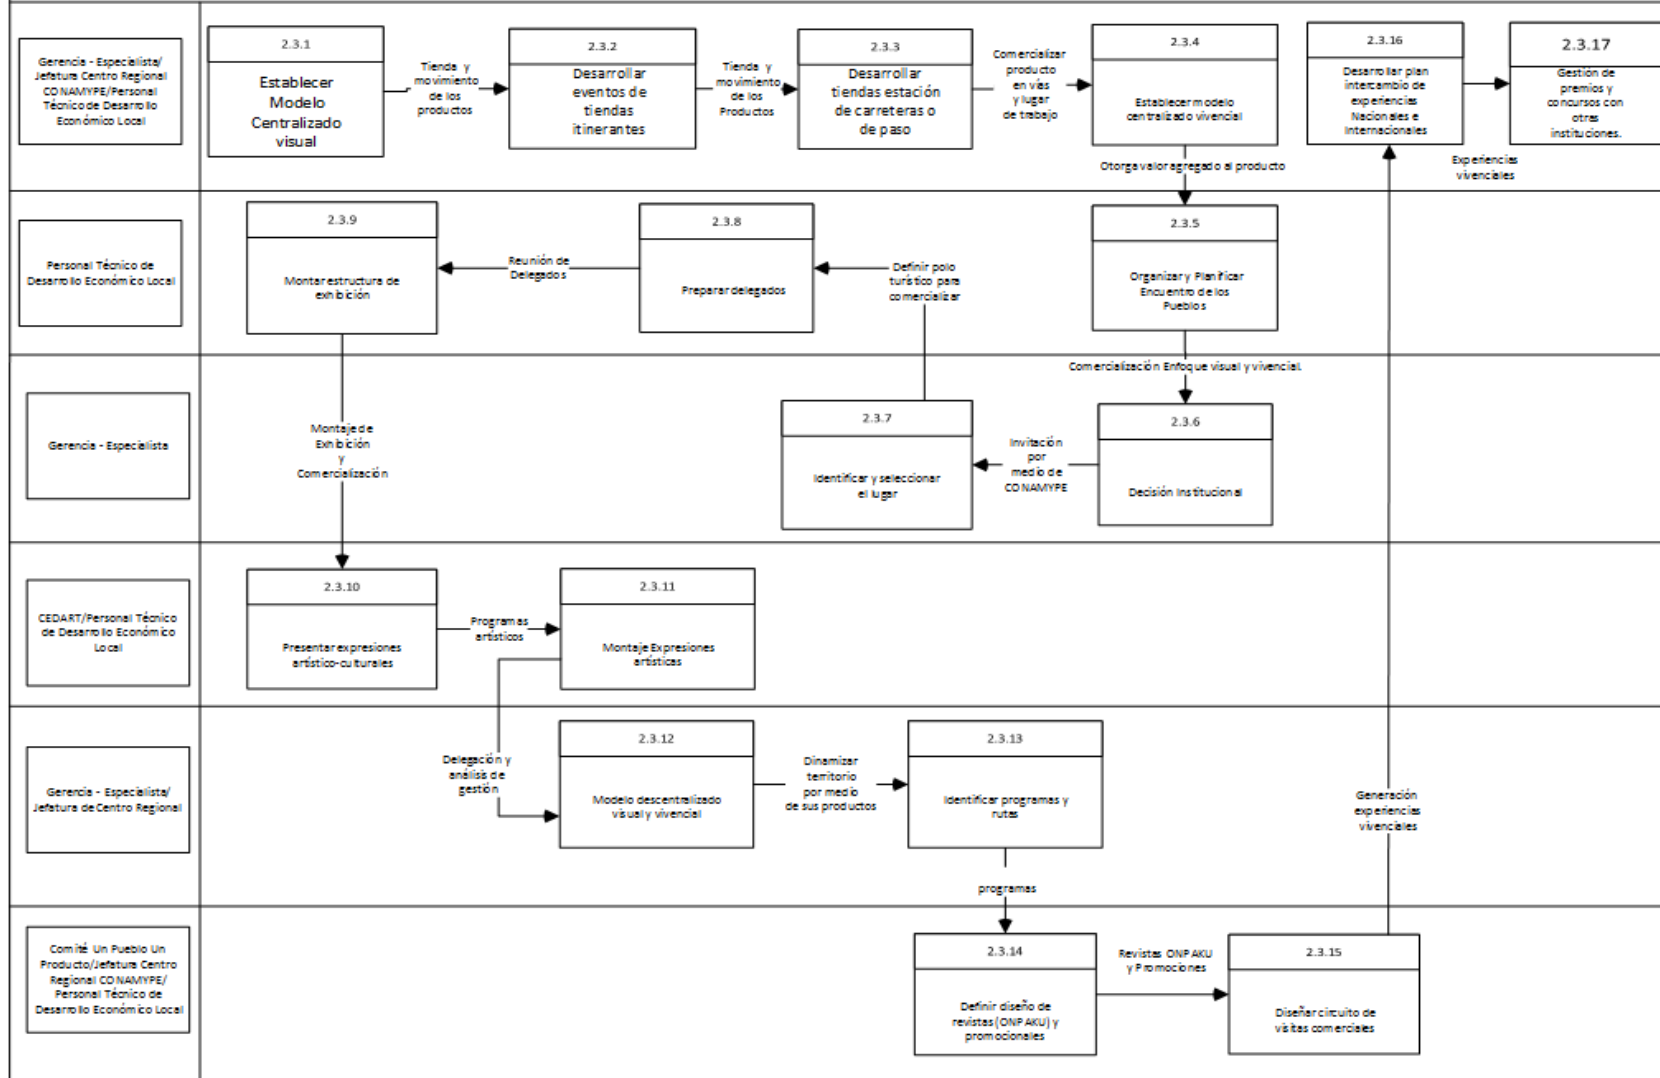 Gerencia - Especialista/
Jefatura Centro Regional
CONAMYPE/Personal
Técnico de Desarrollo
Económico Local
2.3.1
Establecer
Modelo
Centralizado
visual
Tienda y
movimiento
de los
productos
2.3.2
Desarrollar
eventos de
tiendas
itinerantes
Tienda y
movimiento
de los
Productos
2.3.3
Desarrollar
tiendas estación
de carreteras o
de paso
Comercializar
producto
en vías
y lugar
de trabajo
2.3.4
Establecer modelo
centralizado vivencial
2.3.16
Desarrollar plan
intercambio de
experiencias
Nacionales e
Internacionales
2.3.17
Gestión de
premios y
concursos con
otras
instituciones.
Otorga valor agregado al producto
Experiencias
vivenciales
Personal Técnico de
Desarrollo Económico Local
2.3.9
Montar estructura de
exhibición
Reunión de
Delegados
2.3.8
Preparar delegados
Definir polo
turístico para
comercializar
2.3.5
Organizar y Planificar
Encuentro de los
Pueblos
Comercialización Enfoque visual y vivencial.
Gerencia - Especialista
Montaje de
Exhibición
y
Comercialización
2.3.7
Identificar y seleccionar
el lugar
Invitación
por
medio de
CONAMYPE
2.3.6
Decisión Institucional
CEDART/Personal Técnico
de Desarrollo Económico
Local
2.3.10
Presentar expresiones
artístico-culturales
Programas
artísticos
2.3.11
Montaje Expresiones
artísticas
Gerencia - Especialista/
Jefatura de Centro Regional
Delegación y
análisis de
gestión
2.3.12
Modelo descentralizado
visual y vivencial
Dinamizar
territorio
por medio
de sus productos
2.3.13
Identificar programas y
rutas
Generación
experiencias
vivenciales
programas
Comité Un Pueblo Un
Producto/Jefatura Centro
Regional CONAMYPE/
Personal Técnico de
Desarrollo Económico Local
2.3.14
Definir diseño de
revistas (ONPAKU) y
promocionales
Revistas ONPAKU
y Promociones
2.3.15
Diseñar circuito de
visitas comerciales